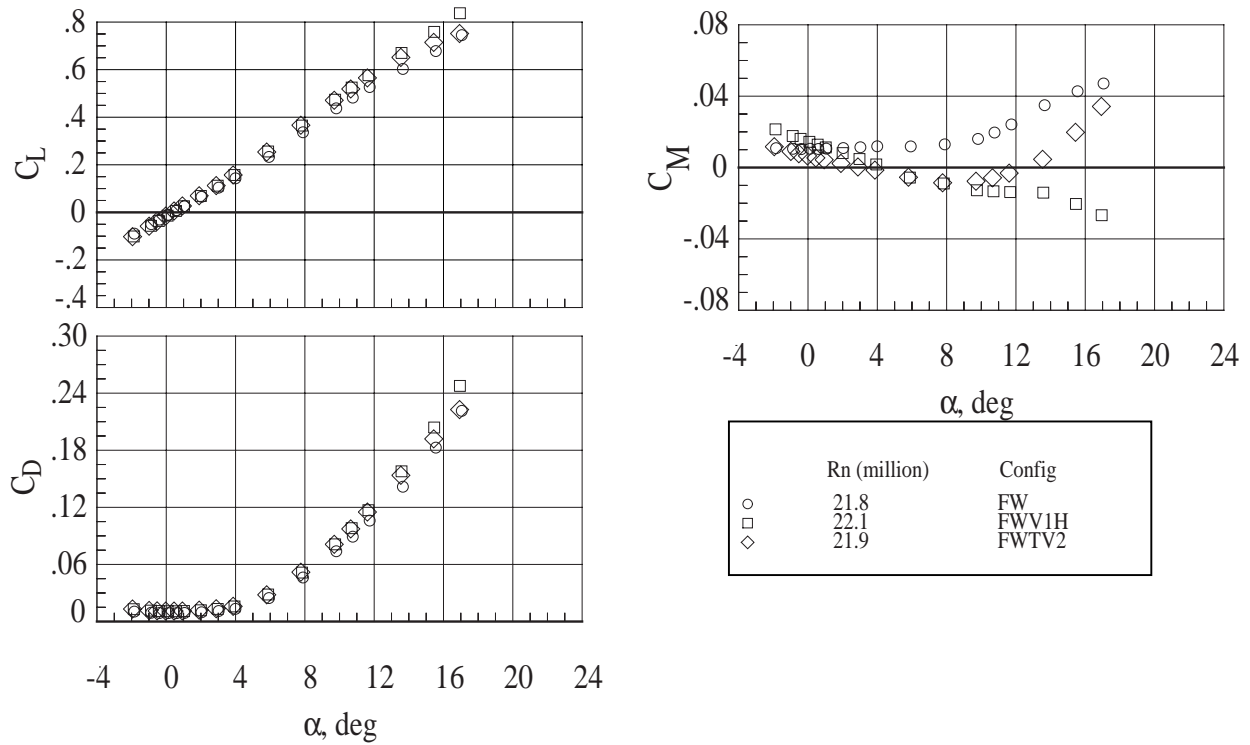 .8
.6
.4
.2
0
-.2
-.4
C_L
.30
.24
.18
.12
.06
0
C_D
-4 0 4 8 12 16 20 24
α, deg
.08
.04
0
-.04
-.08
C_M
-4 0 4 8 12 16 20 24
α, deg
Rn (million) Config
21.8 FW
22.1 FWV1H
21.9 FWTV2